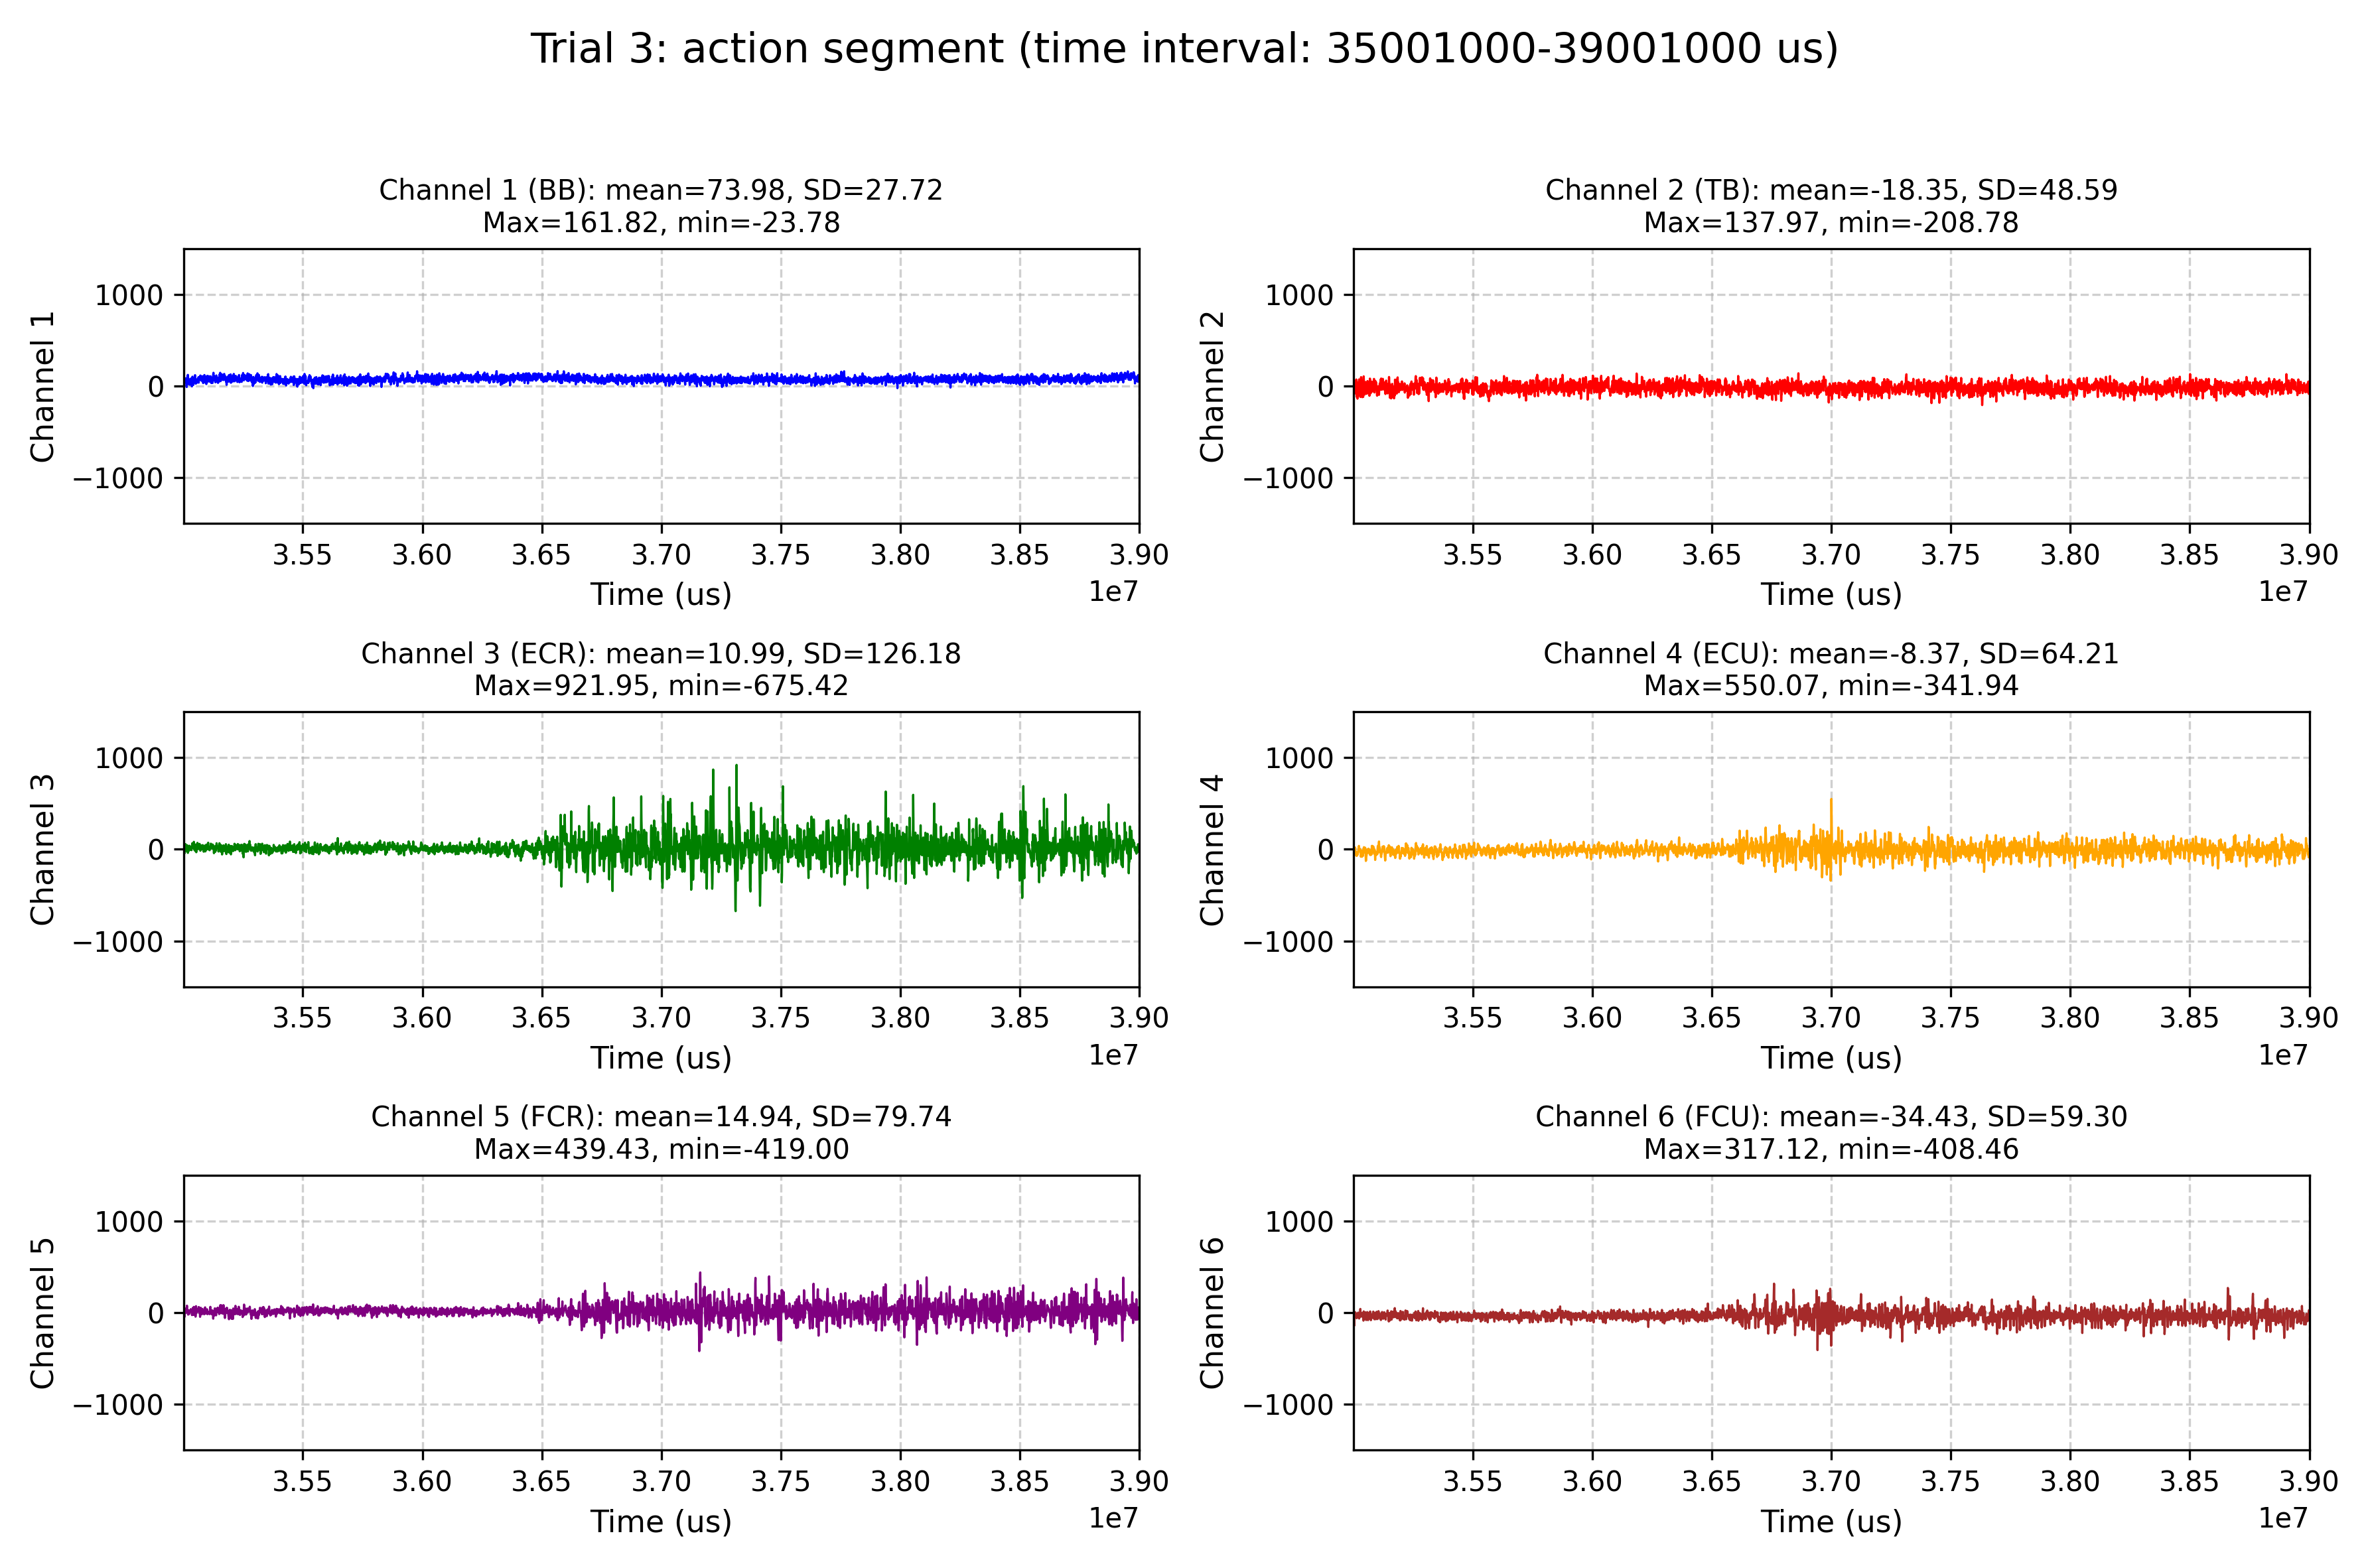 Trial 3: action segment (time interval: 35001000-39001000 us)
Channel 1 (BB): mean=73.98, SD=27.72
Max=161.82, min=-23.78
Channel 1
1000
0
−1000
3.55 3.60 3.65 3.70 3.75 3.80 3.85 3.90
Time (us)
1e7
Channel 2 (TB): mean=-18.35, SD=48.59
Max=137.97, min=-208.78
Channel 2
1000
0
−1000
3.55 3.60 3.65 3.70 3.75 3.80 3.85 3.90
Time (us)
1e7
Channel 3 (ECR): mean=10.99, SD=126.18
Max=921.95, min=-675.42
Channel 3
1000
0
−1000
3.55 3.60 3.65 3.70 3.75 3.80 3.85 3.90
Time (us)
1e7
Channel 4 (ECU): mean=-8.37, SD=64.21
Max=550.07, min=-341.94
Channel 4
1000
0
−1000
3.55 3.60 3.65 3.70 3.75 3.80 3.85 3.90
Time (us)
1e7
Channel 5 (FCR): mean=14.94, SD=79.74
Max=439.43, min=-419.00
Channel 5
1000
0
−1000
3.55 3.60 3.65 3.70 3.75 3.80 3.85 3.90
Time (us)
1e7
Channel 6 (FCU): mean=-34.43, SD=59.30
Max=317.12, min=-408.46
Channel 6
1000
0
−1000
3.55 3.60 3.65 3.70 3.75 3.80 3.85 3.90
Time (us)
1e7